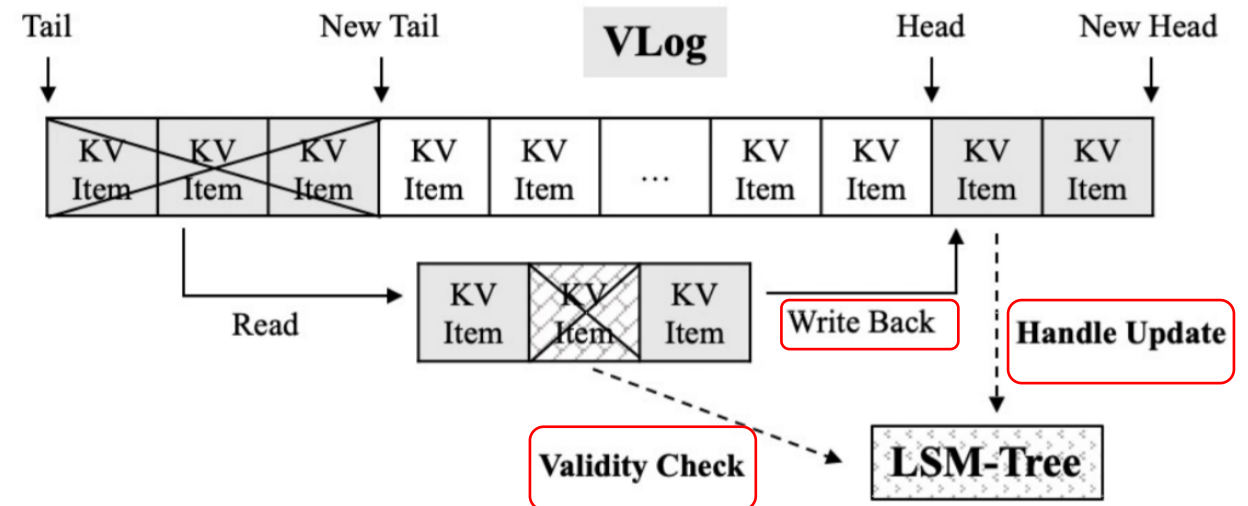 Tail
New Tail
VLog
Head
New Head
KV
Item
KV
Item
KV
Item
KV
Item
KV
Item
...
KV
Item
KV
Item
KV
Item
KV
Item
Read
KV
Item
KV
Item
KV
Item
Write Back
Handle Update
Validity Check
LSM-Tree